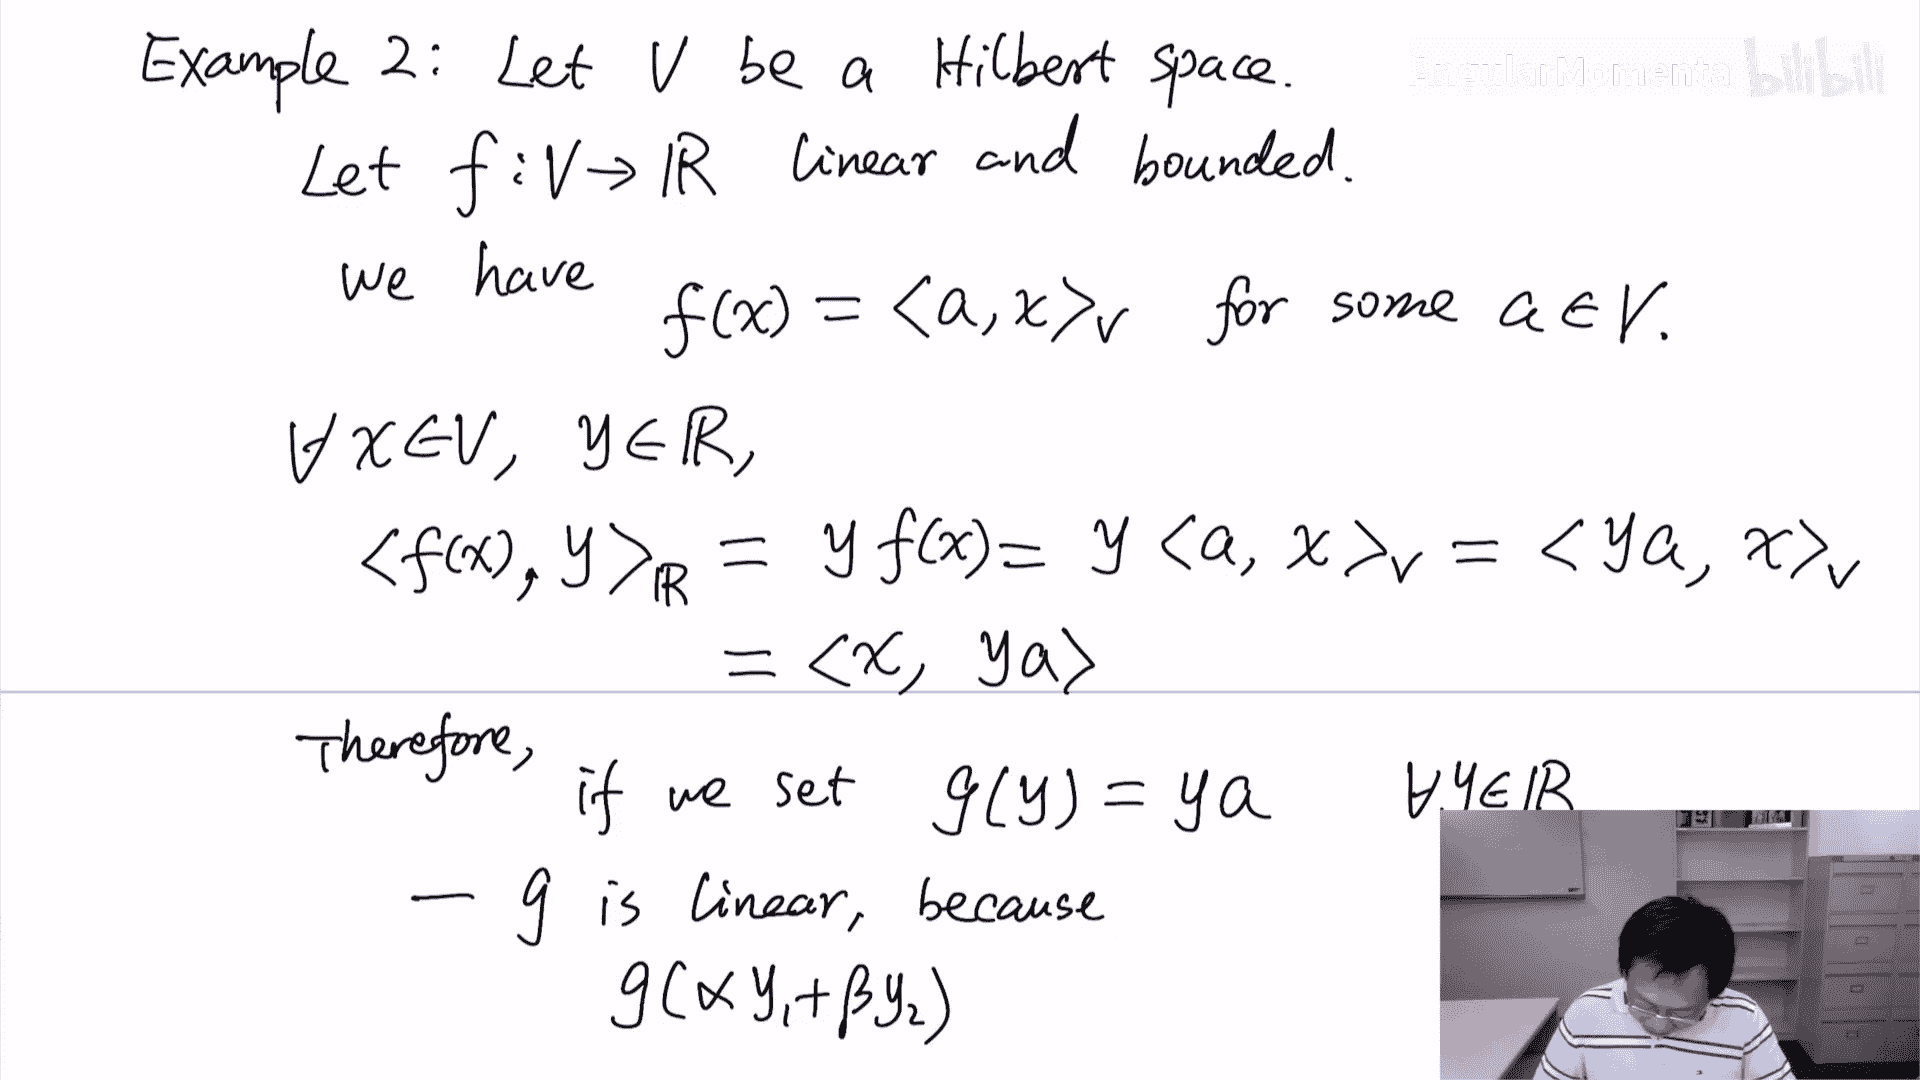 Example 2: Let V be a Hilbert space.
AngularMomenta bilibili
Let f: V → ℝ linear and bounded.
we have f(x) = <a, x>_V for some a ∈ V.
∀ x ∈ V, y ∈ ℝ,
<f(x), y>_ℝ = y f(x) = y <a, x>_V = <ya, x>_V
= <x, ya>
Therefore, if we set g(y) = ya ∀ y ∈ ℝ
— g is linear, because
g(αy₁+βy₂)